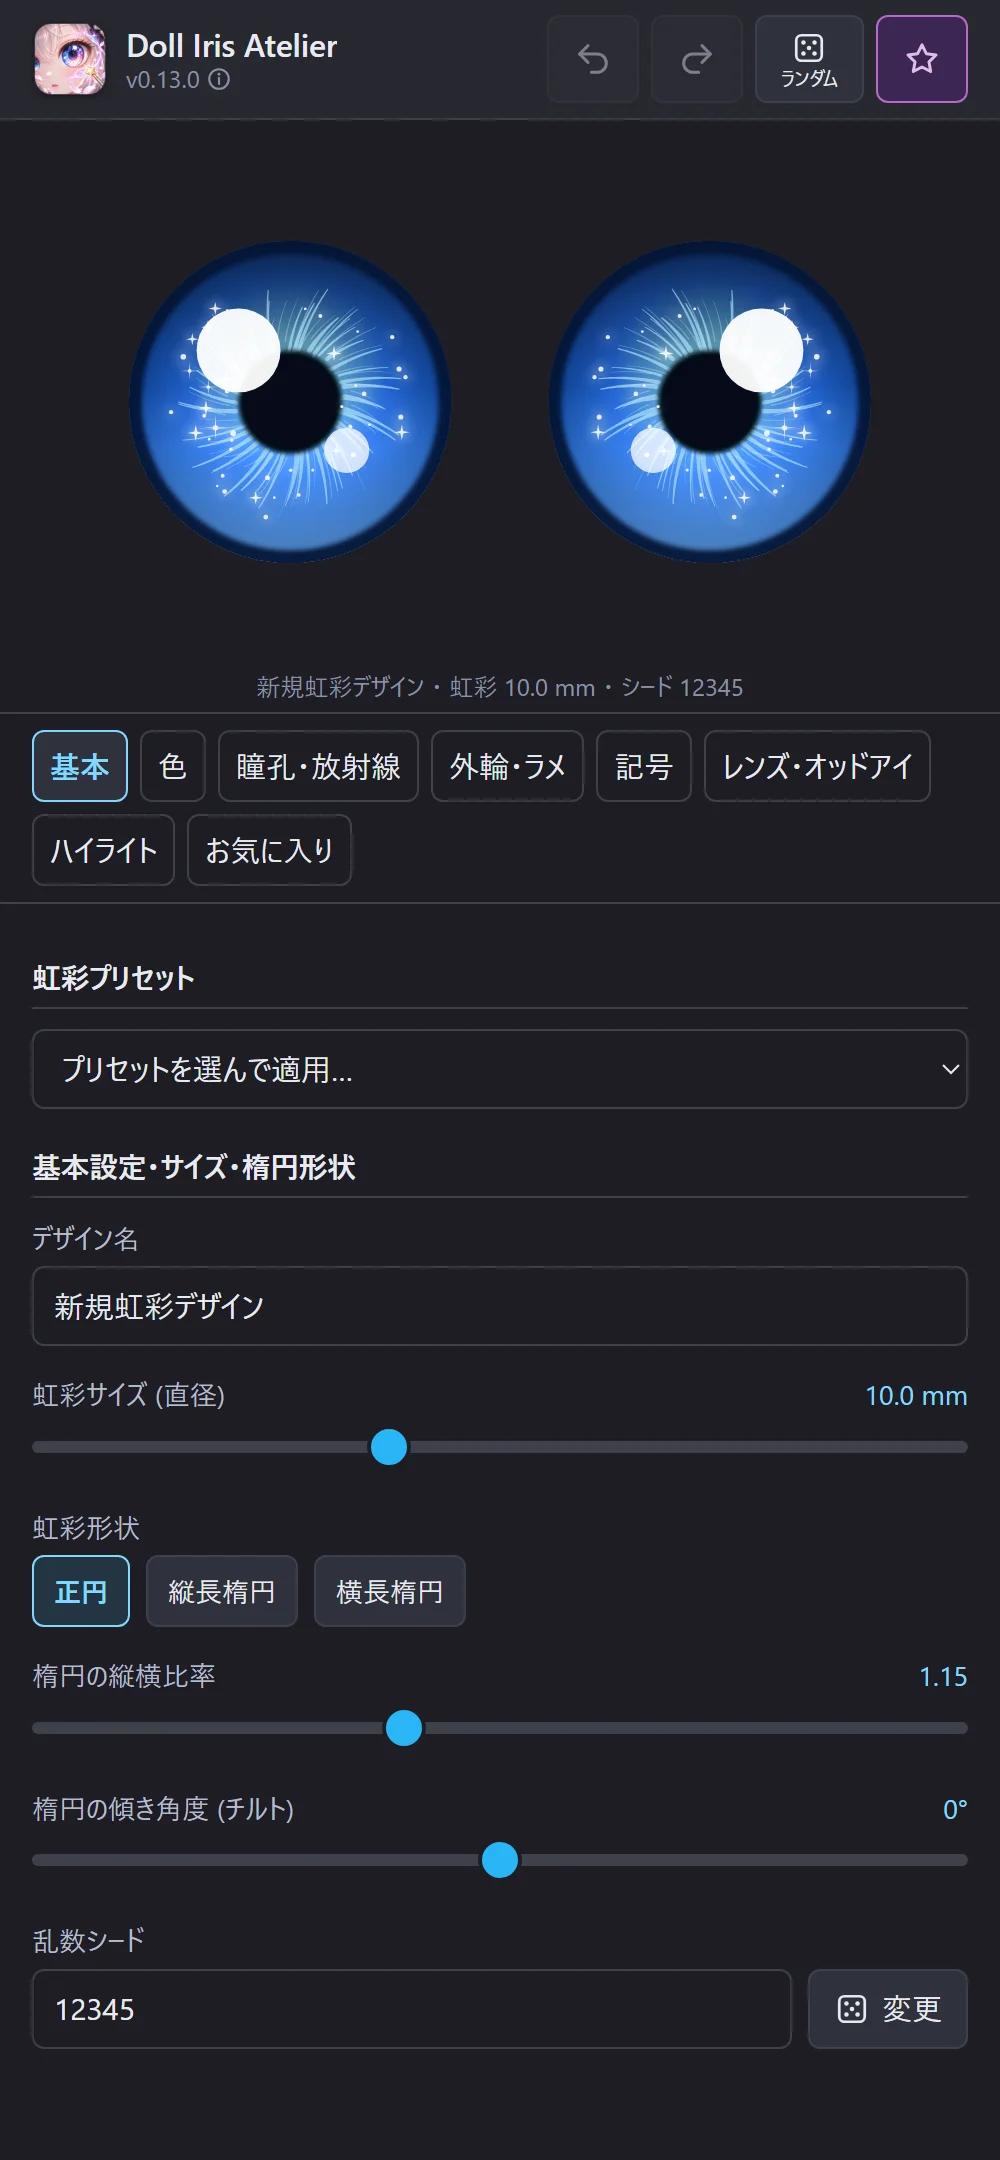 Doll Iris Atelier
v0.13.0
ランダム
新規虹彩デザイン・虹彩 10.0 mm・シード 12345
基本
色
瞳孔・放射線
外輪・ラメ
記号
レンズ・オッドアイ
ハイライト
お気に入り
虹彩プリセット
プリセットを選んで適用...
基本設定・サイズ・楕円形状
デザイン名
新規虹彩デザイン
虹彩サイズ (直径)
10.0 mm
虹彩形状
正円
縦長楕円
横長楕円
楕円の縦横比率
1.15
楕円の傾き角度 (チルト)
0°
乱数シード
12345
変更